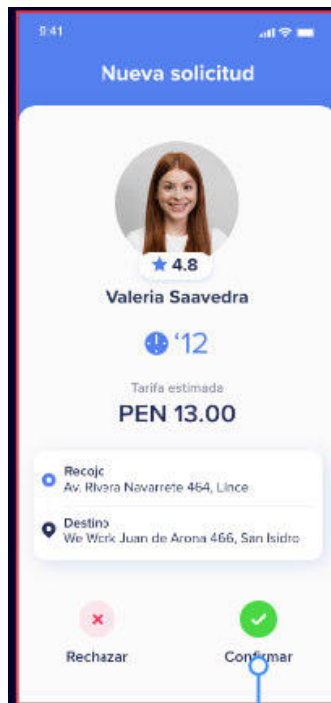 9:41
Nueva solicitud
4.8
Valeria Saavedra
'12
Tarifa estimada
PEN 13.00
Recojo
Av. Rivera Navarrete 464, Lince
Destino
We Work Juan de Arona 466, San Isidro
Rechazar
Confirmar